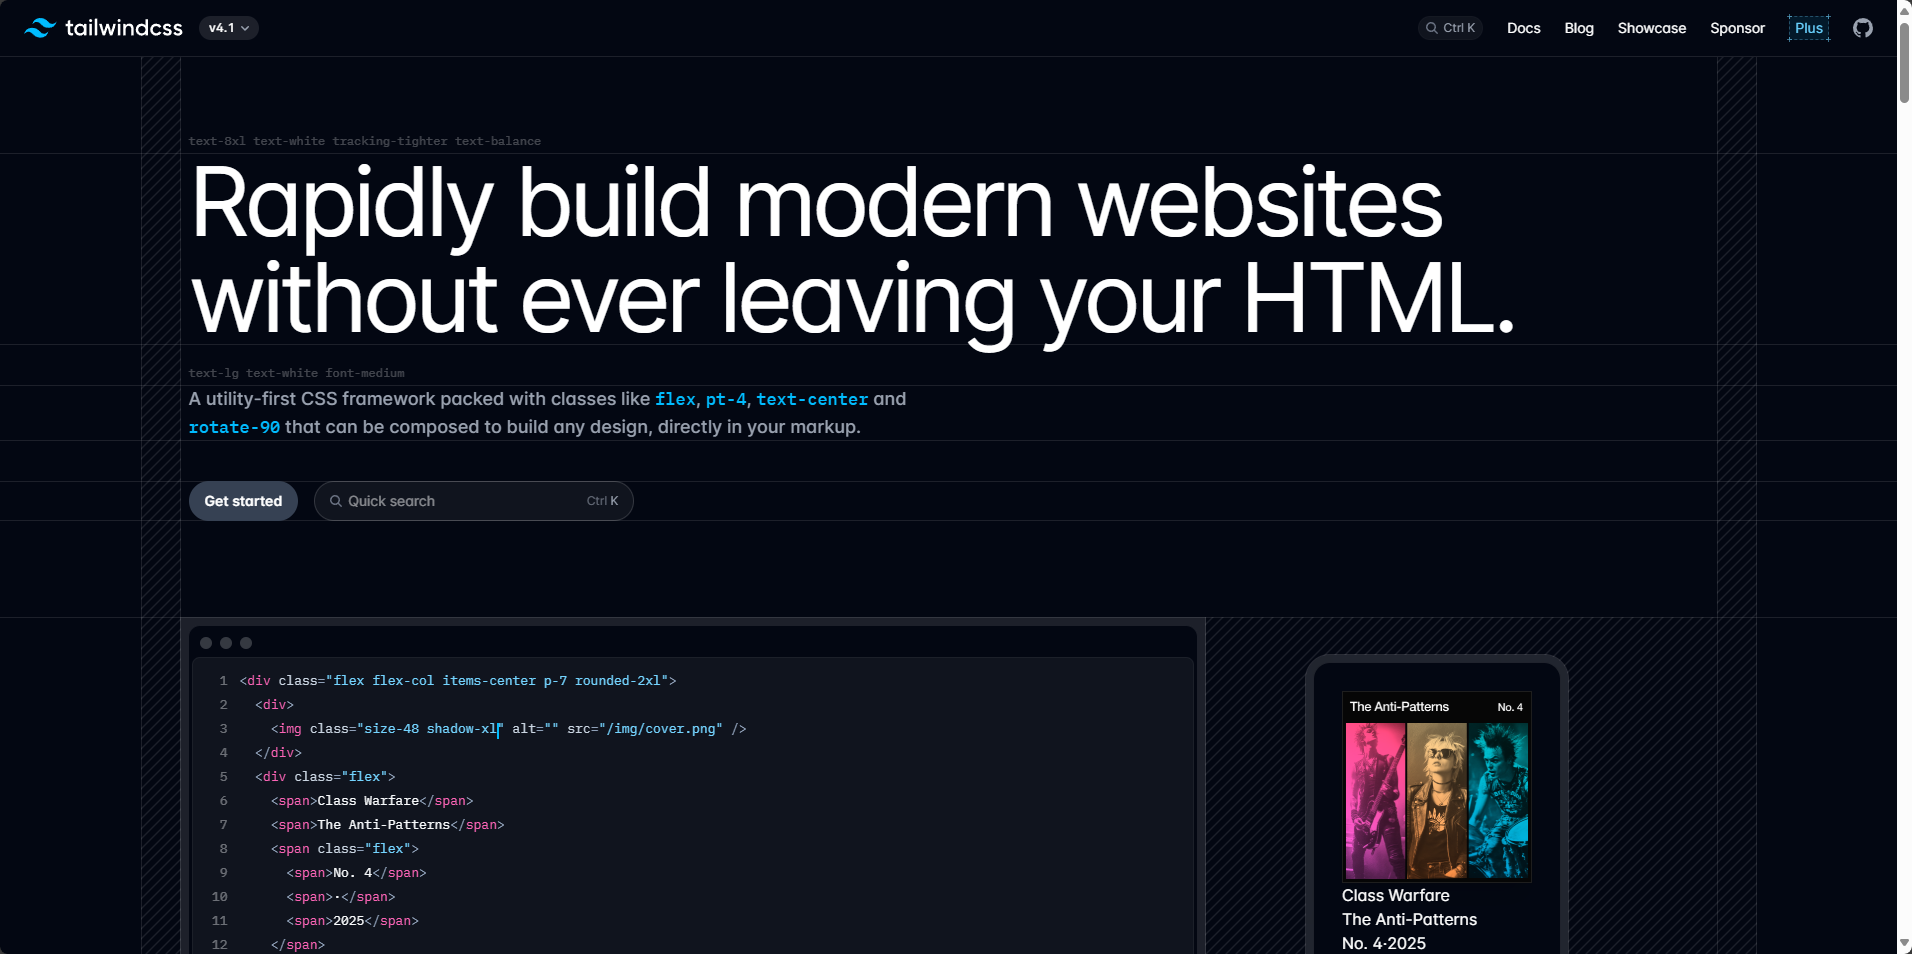 tailwindcss v4.1
Ctrl K Docs Blog Showcase Sponsor Plus
text-8xl text-white tracking-tighter text-balance
Rapidly build modern websites
without ever leaving your HTML.
text-lg text-white font-medium
A utility-first CSS framework packed with classes like flex, pt-4, text-center and
rotate-90 that can be composed to build any design, directly in your markup.
Get started
Quick search Ctrl K
1 <div class="flex flex-col items-center p-7 rounded-2xl">
2 <div>
3 <img class="size-48 shadow-xl" alt="" src="/img/cover.png" />
4 </div>
5 <div class="flex">
6 <span>Class Warfare</span>
7 <span>The Anti-Patterns</span>
8 <span class="flex">
9 <span>No. 4</span>
10 <span>·</span>
11 <span>2025</span>
12 </span>
The Anti-Patterns No. 4
Class Warfare
The Anti-Patterns
No. 4·2025